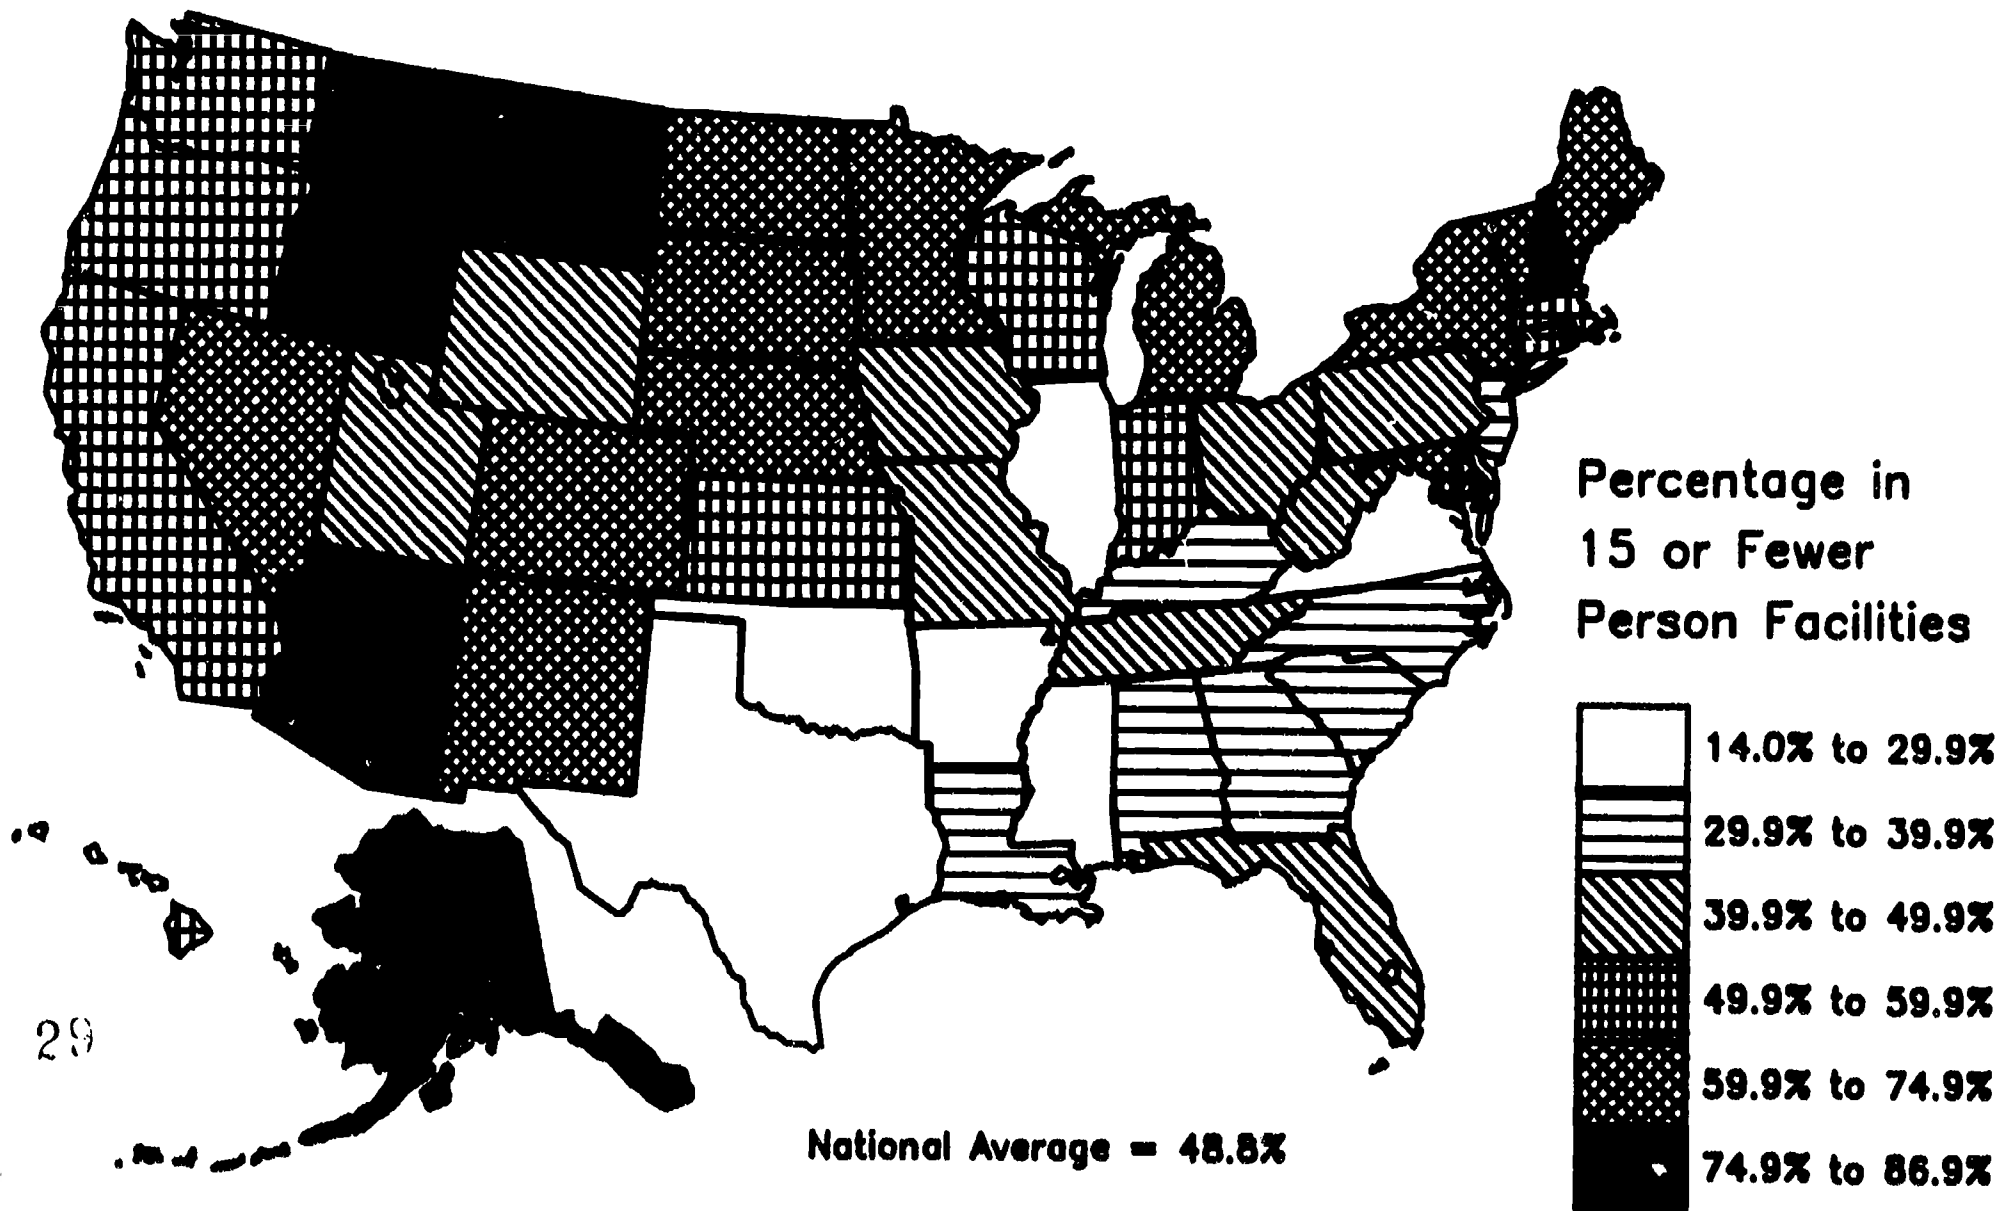 Percentage in
15 or Fewer
Person Facilities
14.0% to 29.9%
29.9% to 39.9%
39.9% to 49.9%
49.9% to 59.9%
59.9% to 74.9%
74.9% to 86.9%
29
National Average = 48.8%